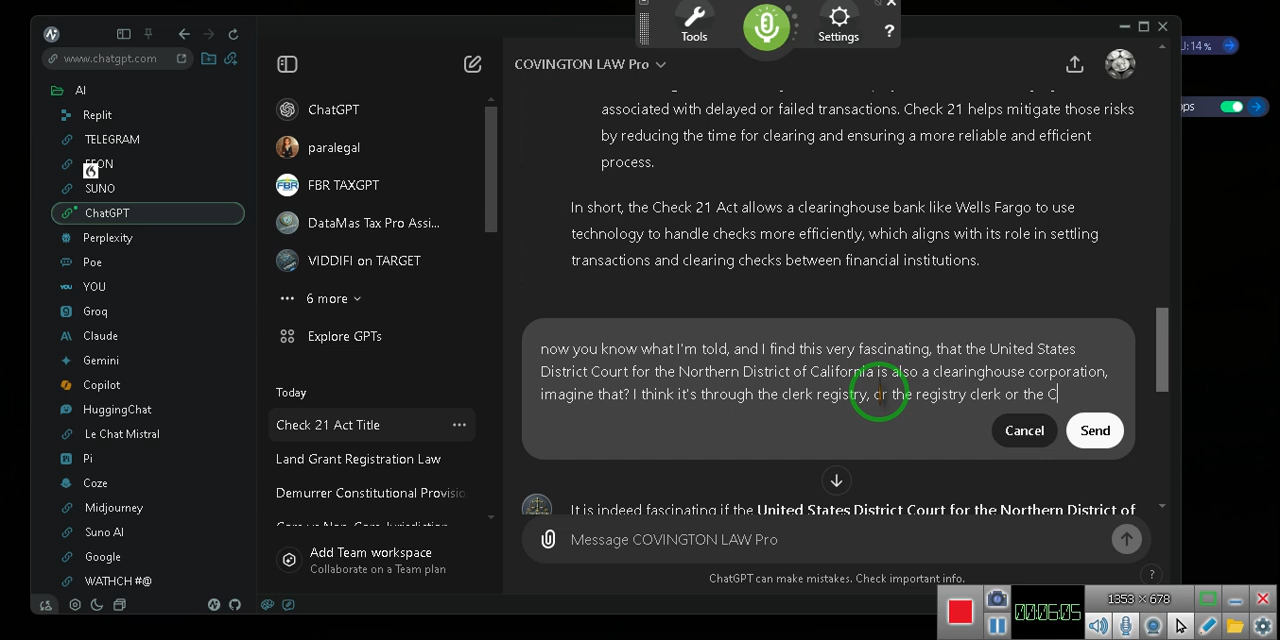 Tools
Settings
?
www.chatgpt.com
AI
Replit
TELEGRAM
SUNO
ChatGPT
Perplexity
Poe
YOU
YOU
Groq
Claude
Gemini
Copilot
HuggingChat
Le Chat Mistral
Pi
Coze
Midjourney
Suno AI
Google
WATHCH #@
ChatGPT
paralegal
FBR
FBR TAXGPT
DataMas Tax Pro Assi...
VIDDIFI on TARGET
6 more
Explore GPTs
Today
Check 21 Act Title
Land Grant Registration Law
Demurrer Constitutional Provisio
Add Team workspace
Collaborate on a Team plan
COVINGTON LAW Pro
associated with delayed or failed transactions. Check 21 helps mitigate those risks
by reducing the time for clearing and ensuring a more reliable and efficient
process.
In short, the Check 21 Act allows a clearinghouse bank like Wells Fargo to use
technology to handle checks more efficiently, which aligns with its role in settling
transactions and clearing checks between financial institutions.
now you know what I'm told, and I find this very fascinating, that the United States
District Court for the Northern District of California is also a clearinghouse corporation,
imagine that? I think it's through the clerk registry, or the registry clerk or the C
Cancel
Send
It is indeed fascinating if the United States District Court for the Northern District of
Message COVINGTON LAW Pro
ChatGPT can make mistakes. Check important info.
?
J: 14%
ops
1353 × 678
00:06:05